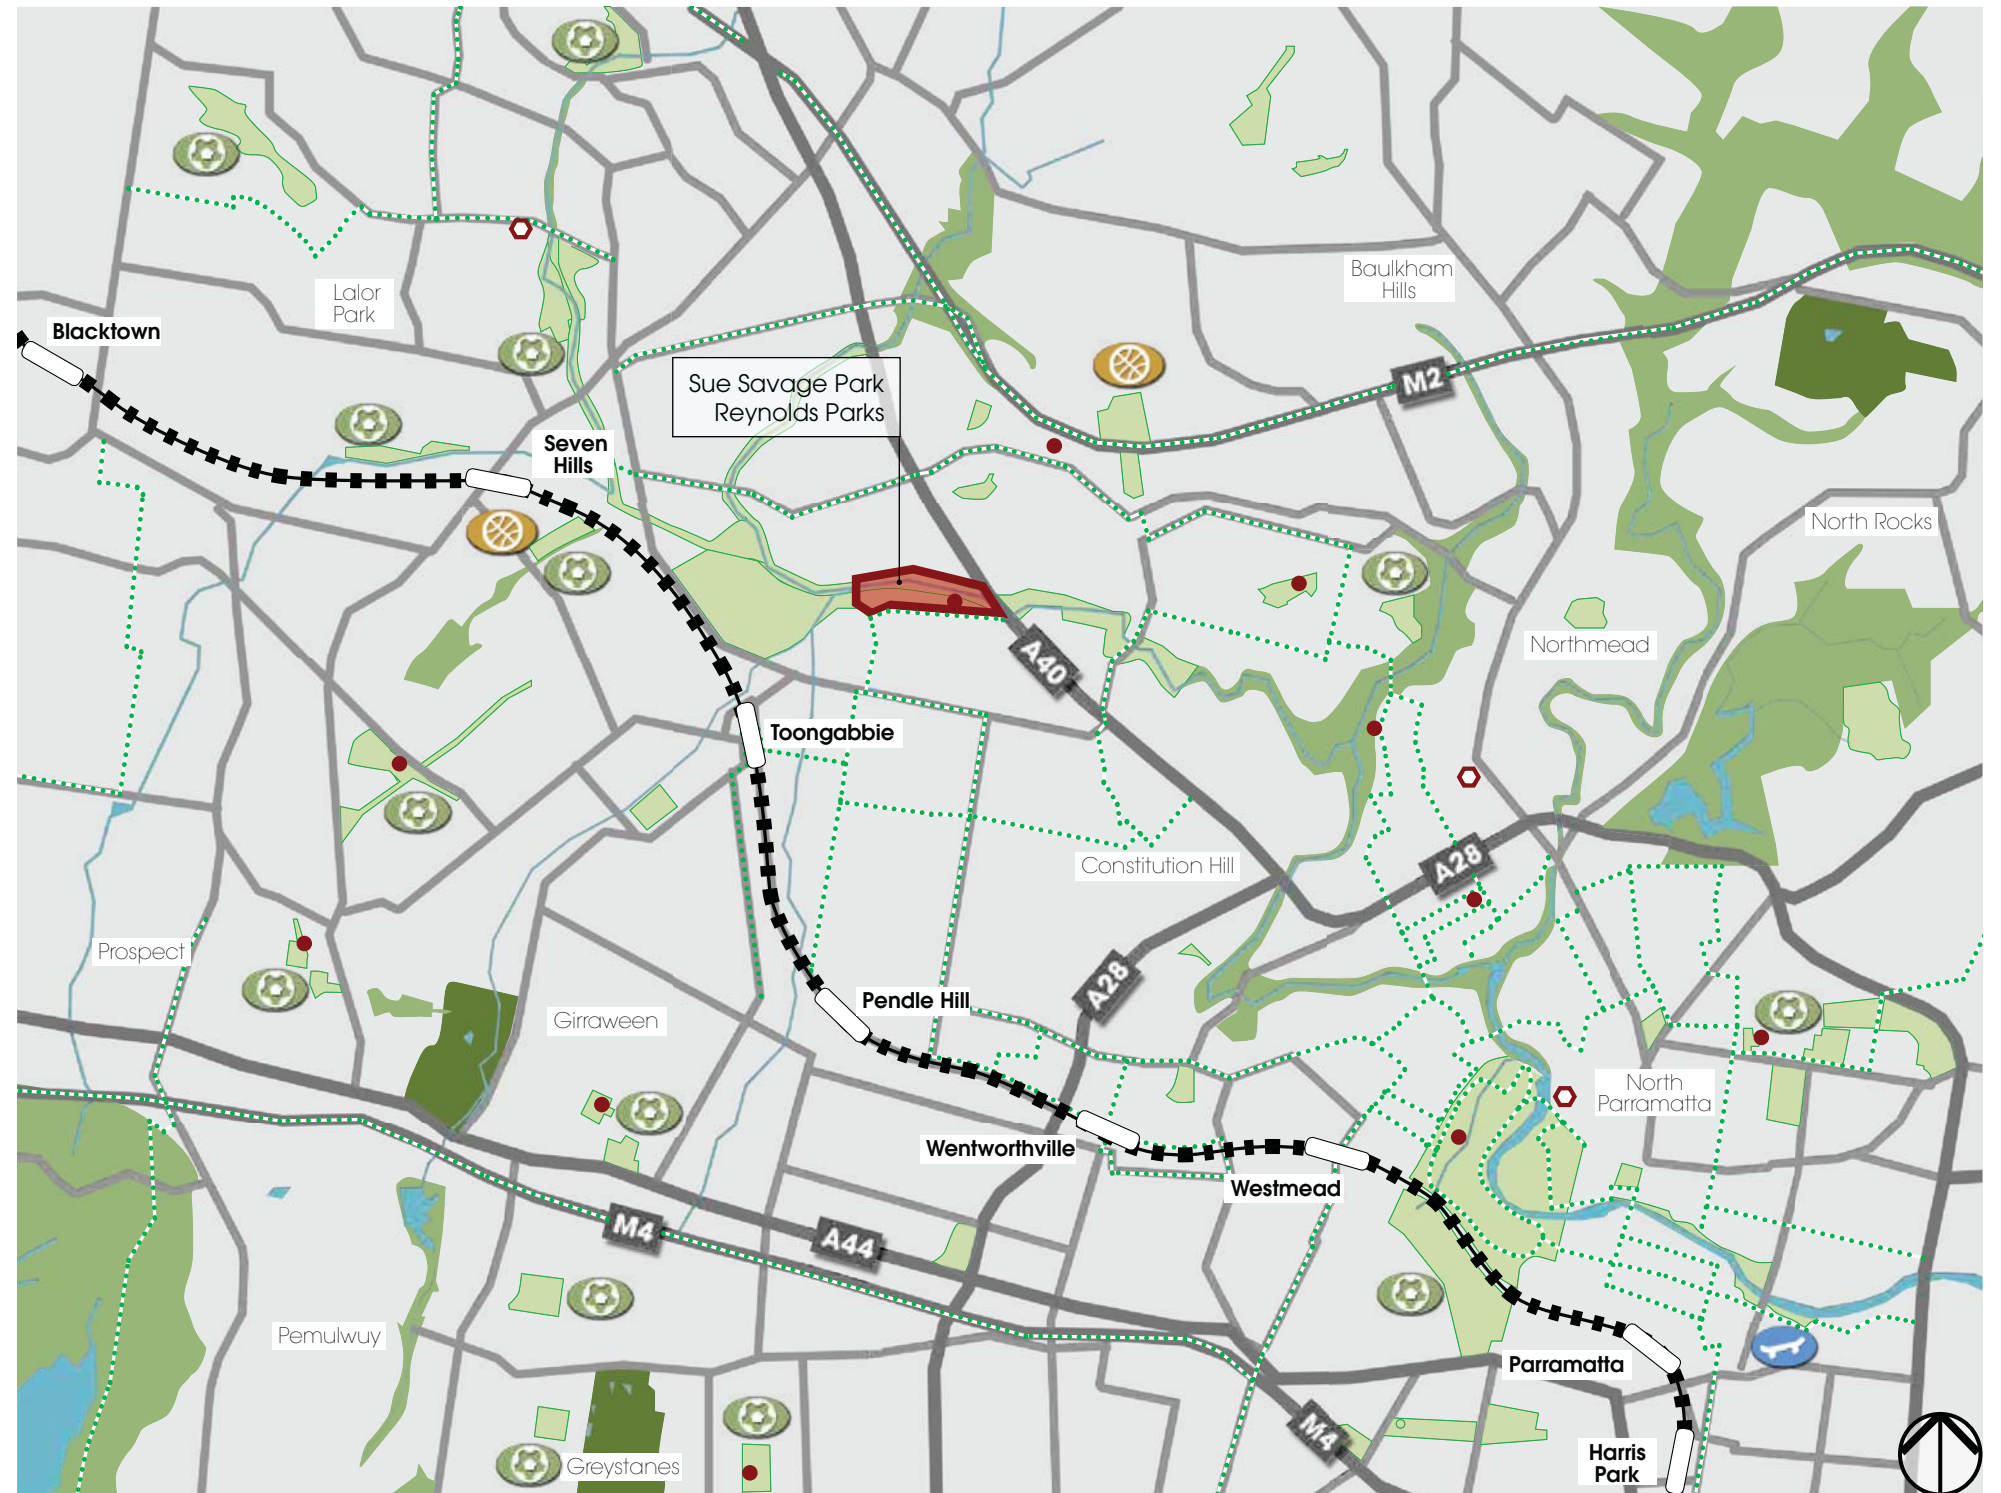 Baulkham
Hills
Lalor
Park
Blacktown
Sue Savage Park
Reynolds Parks
M2
Seven
Hills
North Rocks
Northmead
A40
Toongabbie
Constitution Hill
A28
Prospect
A28
Pendle Hill
Girraween
North
Parramatta
Wentworthville
Westmead
M4
A44
Pemulwuy
Parramatta
M4
Harris
Park
Greystanes